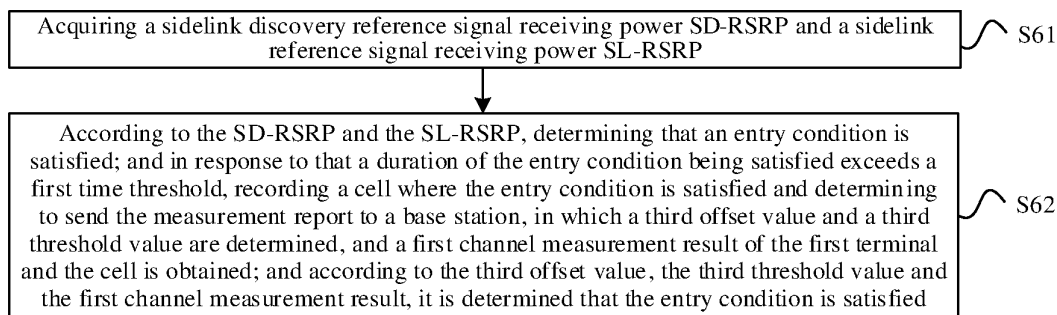 Acquiring a sidelink discovery reference signal receiving power SD-RSRP and a sidelink
reference signal receiving power SL-RSRP
S61
According to the SD-RSRP and the SL-RSRP, determining that an entry condition is
satisfied; and in response to that a duration of the entry condition being satisfied exceeds a
first time threshold, recording a cell where the entry condition is satisfied and determining
to send the measurement report to a base station, in which a third offset value and a third
threshold value are determined, and a first channel measurement result of the first terminal
and the cell is obtained; and according to the third offset value, the third threshold value and
the first channel measurement result, it is determined that the entry condition is satisfied
S62